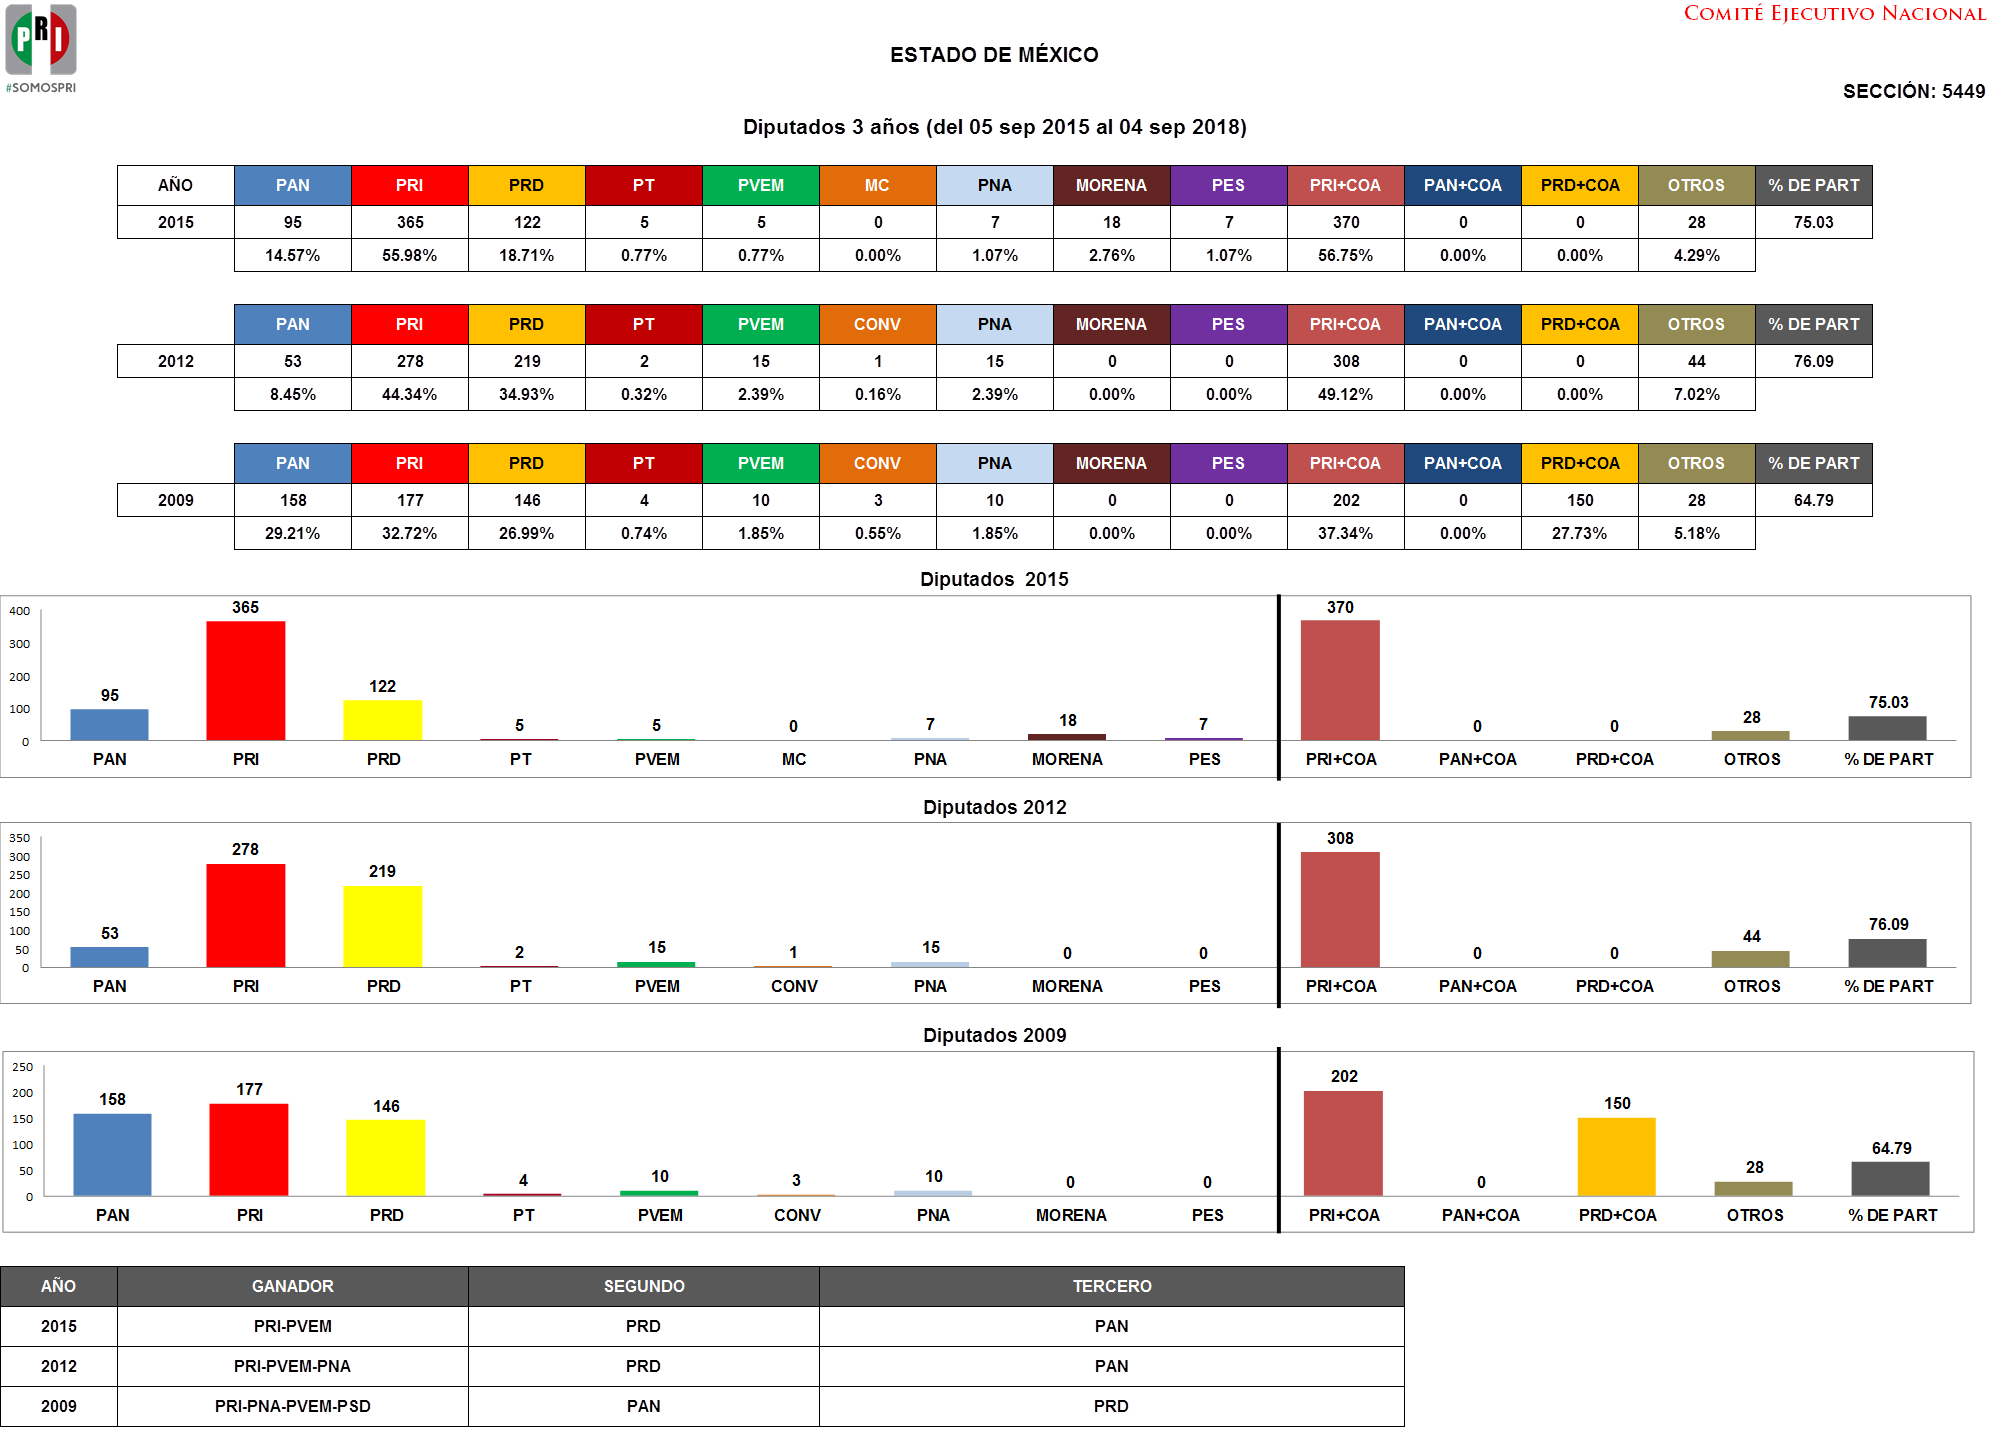 PRI
#SOMOSPRI
COMITÉ EJECUTIVO NACIONAL
ESTADO DE MÉXICO
SECCIÓN: 5449
Diputados 3 años (del 05 sep 2015 al 04 sep 2018)
AÑO PAN PRI PRD PT PVEM MC PNA MORENA PES PRI+COA PAN+COA PRD+COA OTROS % DE PART
2015 95 365 122 5 5 0 7 18 7 370 0 0 28 75.03
14.57% 55.98% 18.71% 0.77% 0.77% 0.00% 1.07% 2.76% 1.07% 56.75% 0.00% 0.00% 4.29%
PAN PRI PRD PT PVEM CONV PNA MORENA PES PRI+COA PAN+COA PRD+COA OTROS % DE PART
2012 53 278 219 2 15 1 15 0 0 308 0 0 44 76.09
8.45% 44.34% 34.93% 0.32% 2.39% 0.16% 2.39% 0.00% 0.00% 49.12% 0.00% 0.00% 7.02%
PAN PRI PRD PT PVEM CONV PNA MORENA PES PRI+COA PAN+COA PRD+COA OTROS % DE PART
2009 158 177 146 4 10 3 10 0 0 202 0 150 28 64.79
29.21% 32.72% 26.99% 0.74% 1.85% 0.55% 1.85% 0.00% 0.00% 37.34% 0.00% 27.73% 5.18%
Diputados 2015
400
300
200
100
0
95 365 122 5 5 0 7 18 7 370 0 0 28 75.03
PAN PRI PRD PT PVEM MC PNA MORENA PES PRI+COA PAN+COA PRD+COA OTROS % DE PART
Diputados 2012
350
300
250
200
150
100
50
0
53 278 219 2 15 1 15 0 0 308 0 0 44 76.09
PAN PRI PRD PT PVEM CONV PNA MORENA PES PRI+COA PAN+COA PRD+COA OTROS % DE PART
Diputados 2009
250
200
150
100
50
0
158 177 146 4 10 3 10 0 0 202 0 150 28 64.79
PAN PRI PRD PT PVEM CONV PNA MORENA PES PRI+COA PAN+COA PRD+COA OTROS % DE PART
AÑO GANADOR SEGUNDO TERCERO
2015 PRI-PVEM PRD PAN
2012 PRI-PVEM-PNA PRD PAN
2009 PRI-PNA-PVEM-PSD PAN PRD